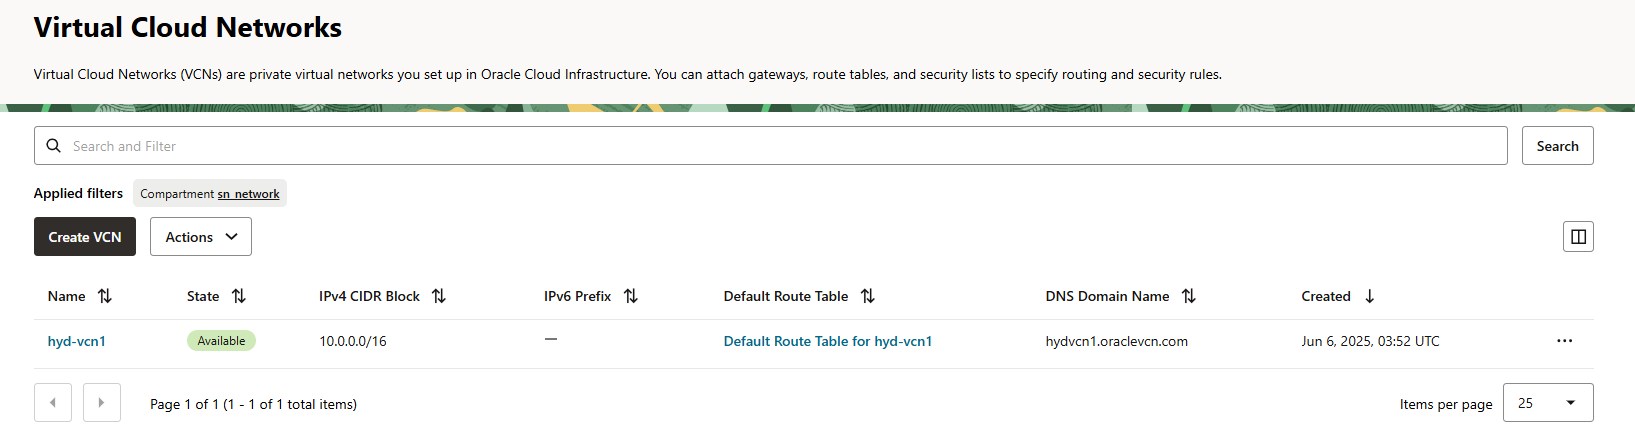 Virtual Cloud Networks
Virtual Cloud Networks (VCNs) are private virtual networks you set up in Oracle Cloud Infrastructure. You can attach gateways, route tables, and security lists to specify routing and security rules.
Search and Filter
Search
Applied filters Compartment sn_network
Create VCN Actions
Name State IPv4 CIDR Block IPv6 Prefix Default Route Table DNS Domain Name Created
hyd-vcn1 Available 10.0.0.0/16 — Default Route Table for hyd-vcn1 hydvcn1.oraclevcn.com Jun 6, 2025, 03:52 UTC
Page 1 of 1 (1 - 1 of 1 total items) Items per page 25